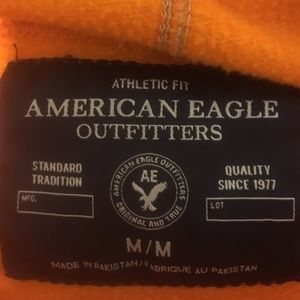 ATHLETIC FIT
AMERICAN EAGLE
OUTFITTERS
STANDARD
TRADITION
MFG.
AMERICAN EAGLE OUTFITTERS
AE
ORIGINAL AND TRUE
QUALITY
SINCE 1977
LOT
M/M
MADE IN PAKISTAN/FABRIQUE AU PAKISTAN